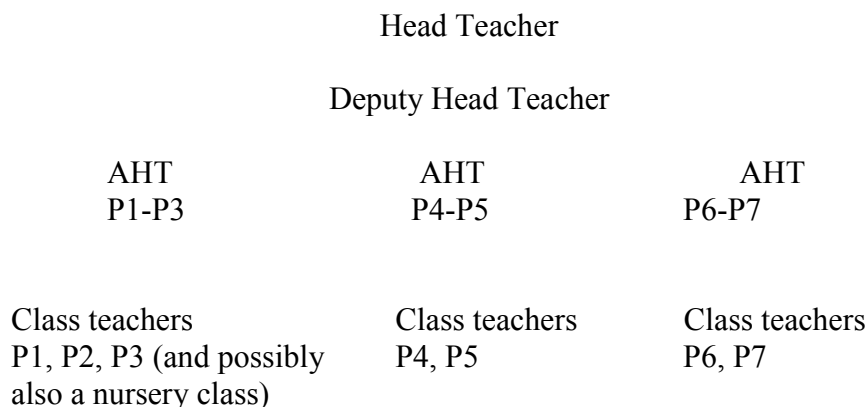 Head Teacher
Deputy Head Teacher
AHT AHT AHT
P1-P3 P4-P5 P6-P7
Class teachers Class teachers Class teachers
P1, P2, P3 (and possibly P4, P5 P6, P7
also a nursery class)